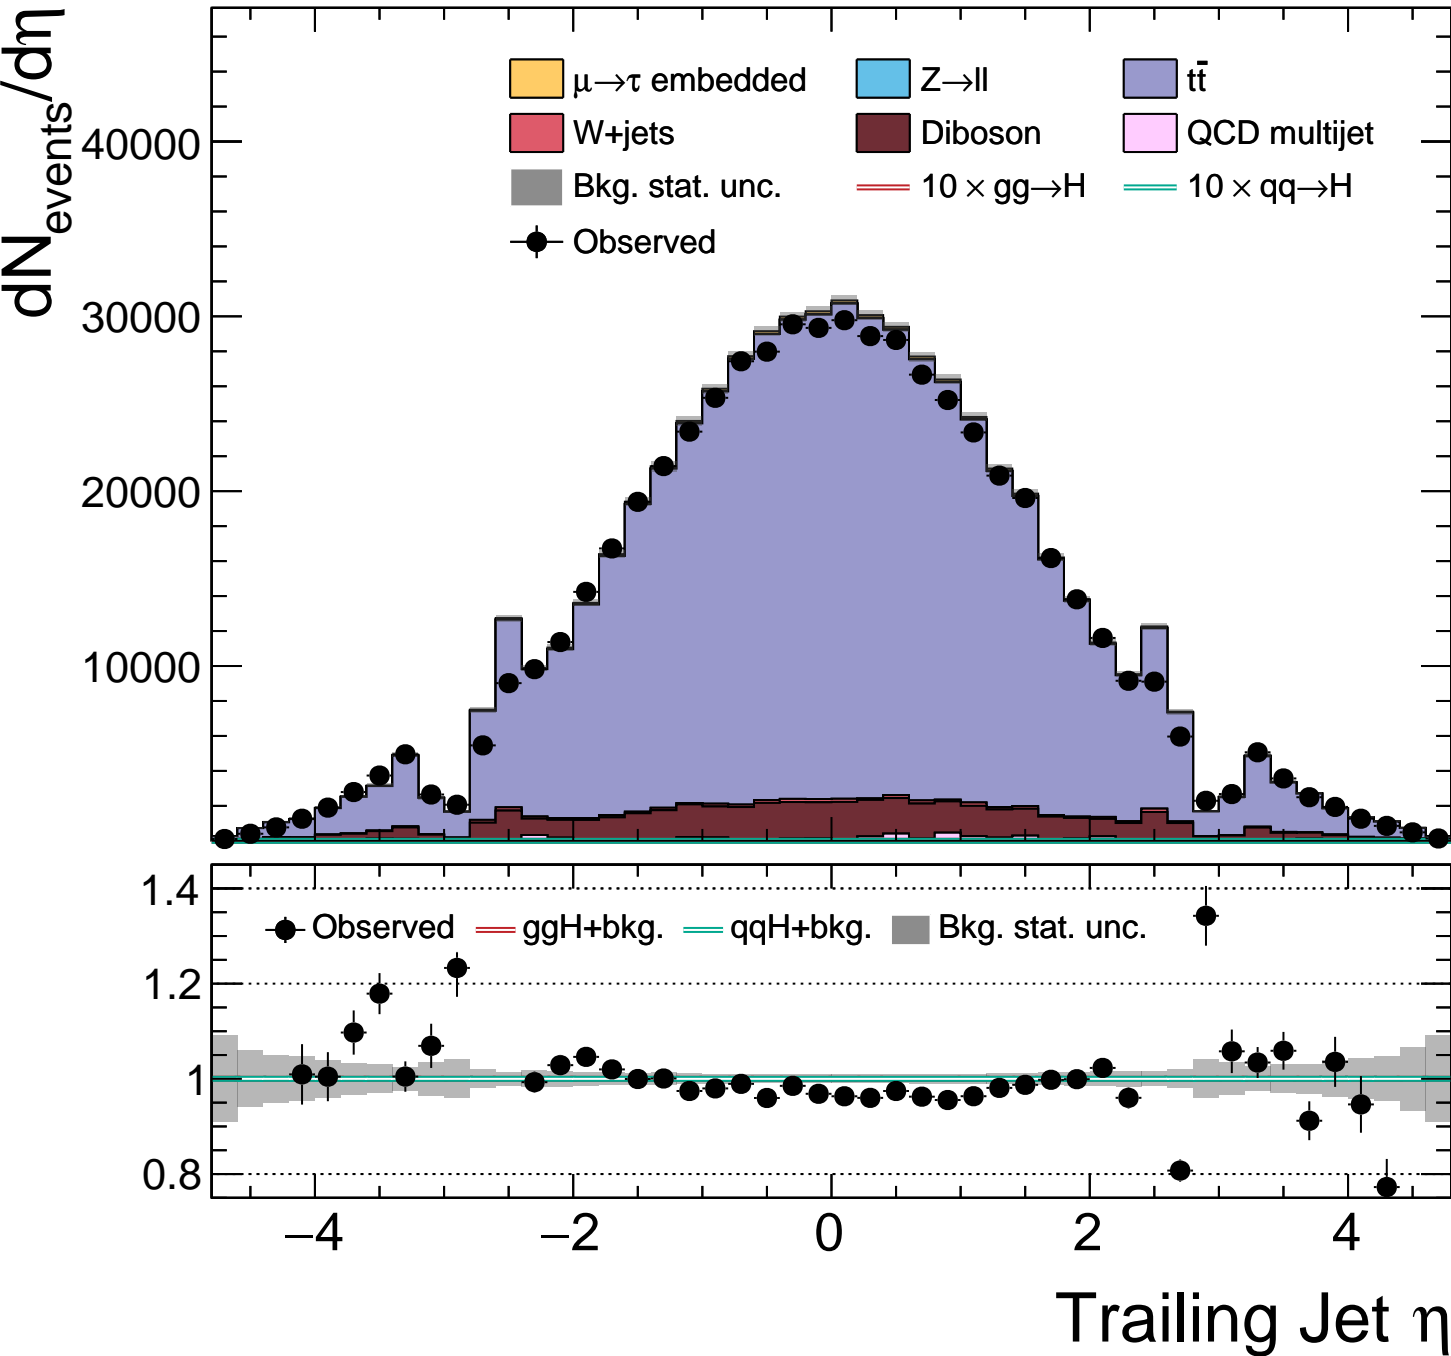 dN_events/dη
40000
30000
20000
10000
μ→τ embedded Z→ll tt̄
W+jets Diboson QCD multijet
Bkg. stat. unc. 10 × gg→H 10 × qq→H
Observed
1.4
1.2
1
0.8
Observed ggH+bkg. qqH+bkg. Bkg. stat. unc.
−4 −2 0 2 4
Trailing Jet η